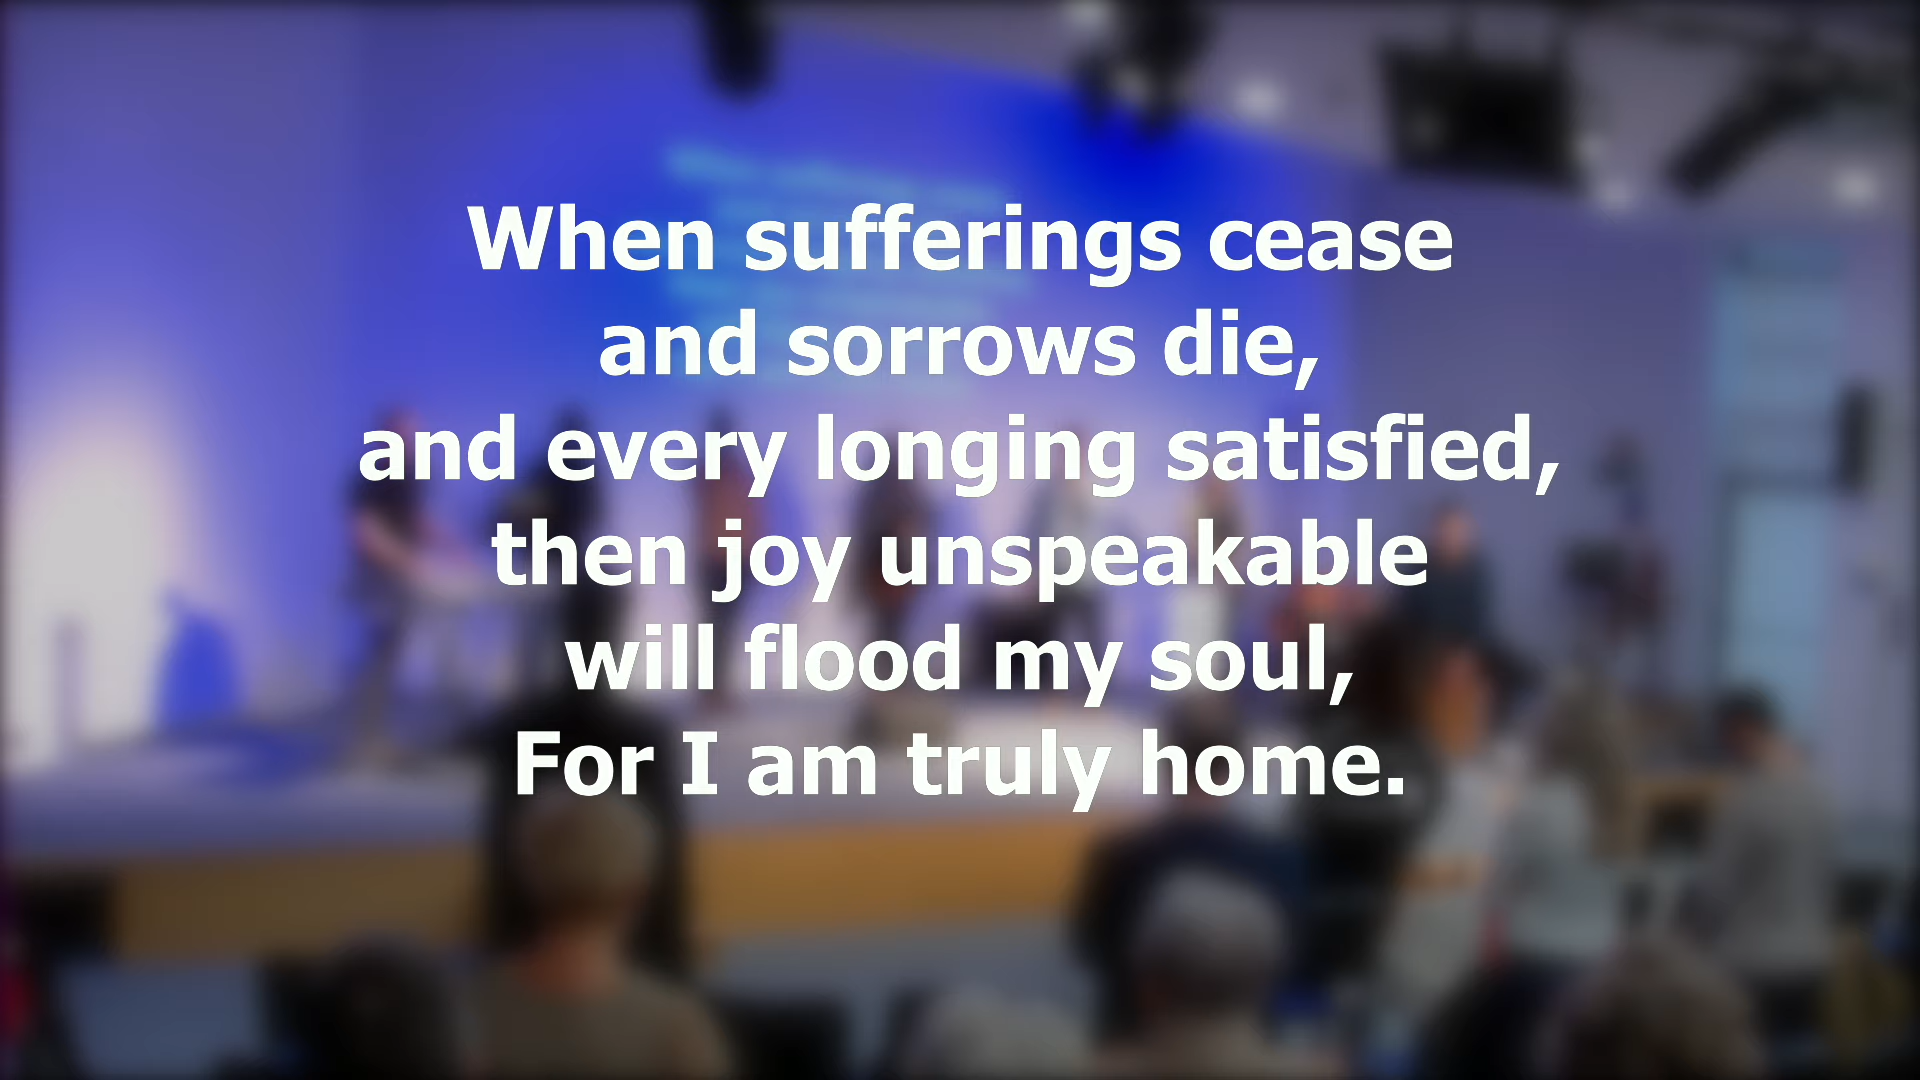 When sufferings cease
and sorrows die,
and every longing satisfied,
then joy unspeakable
will flood my soul,
For I am truly home.